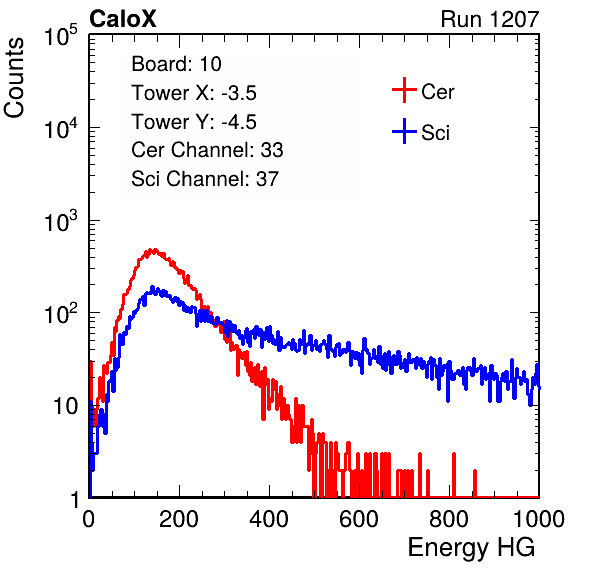 CaloX Run 1207
Counts
Board: 10
Tower X: -3.5
Tower Y: -4.5
Cer Channel: 33
Sci Channel: 37
Cer
Sci
10^5
10^4
10^3
10^2
10
1
0 200 400 600 800 1000
Energy HG